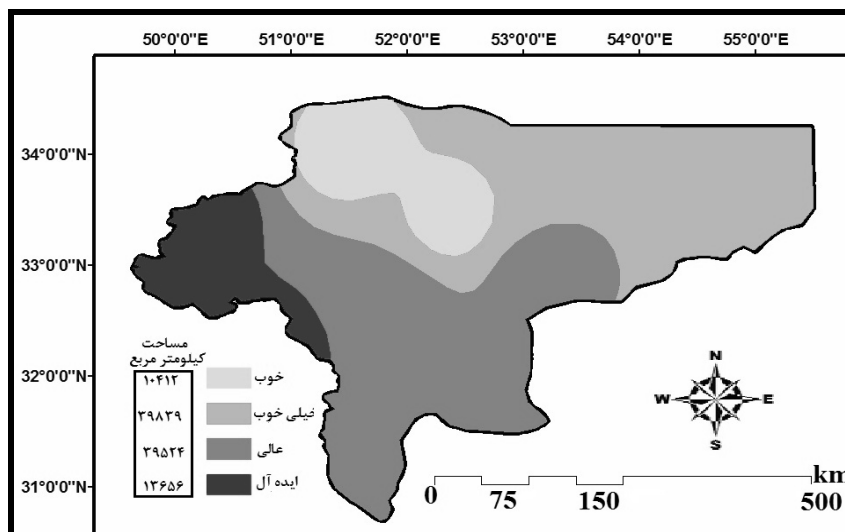 50°0'0"E 51°0'0"E 52°0'0"E 53°0'0"E 54°0'0"E 55°0'0"E
34°0'0"N
33°0'0"N
32°0'0"N
31°0'0"N
مساحت
کیلومتر مربع
۱۰۴۱۲ خوب
۳۹۸۳۹ خیلی خوب
۳۹۵۲۴ عالی
۱۳۶۵۶ ایده آل
N
W E
S
km
0 75 150 500